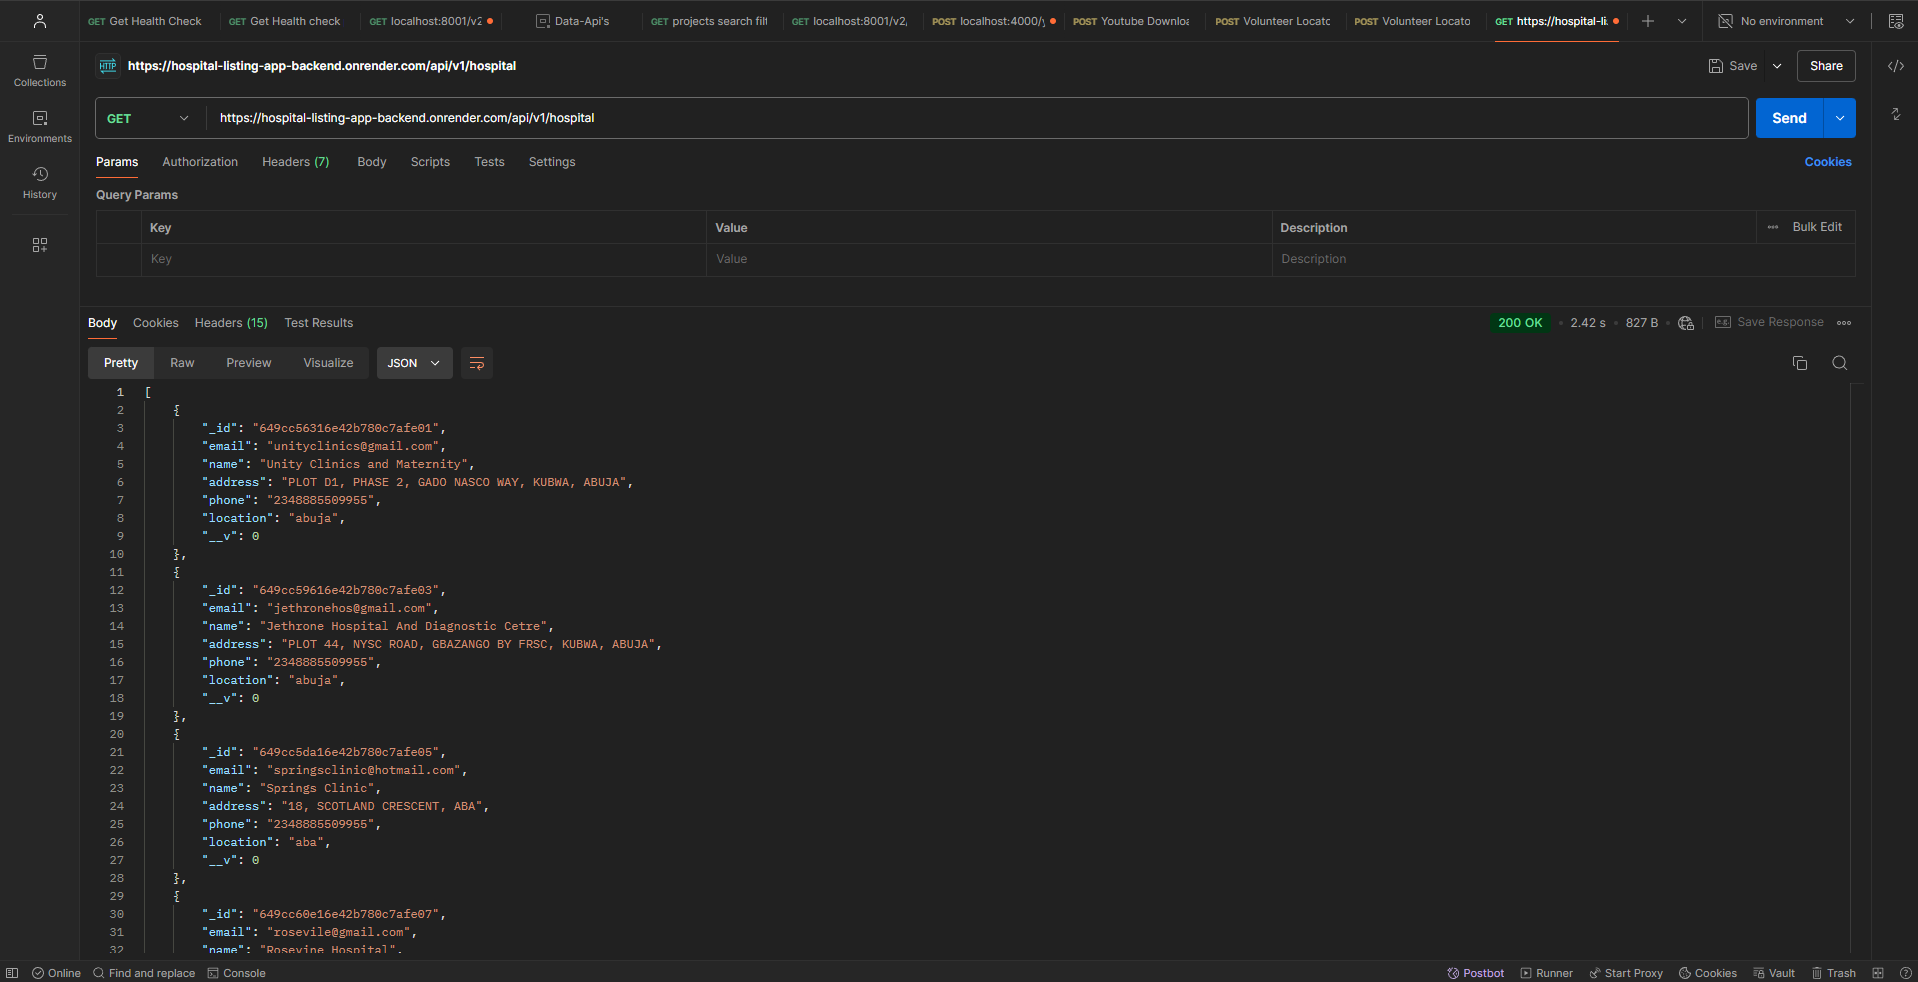 GET Get Health Check
GET Get Health check
GET localhost:8001/v2
Data-Api's
GET projects search filt
GET localhost:8001/v2,
POST localhost:4000/y
POST Youtube Downloa
POST Volunteer Locato
POST Volunteer Locato
GET https://hospital-li
No environment
HTTP https://hospital-listing-app-backend.onrender.com/api/v1/hospital
Save
Share
Collections
Environments
History
GET https://hospital-listing-app-backend.onrender.com/api/v1/hospital
Send
Params Authorization Headers (7) Body Scripts Tests Settings
Cookies
Query Params
Key Value Description Bulk Edit
Key Value Description
Body Cookies Headers (15) Test Results
200 OK 2.42 s 827 B e.g. Save Response
Pretty Raw Preview Visualize JSON
1 [
2 {
3 "_id": "649cc56316e42b780c7afe01",
4 "email": "unityclinics@gmail.com",
5 "name": "Unity Clinics and Maternity",
6 "address": "PLOT D1, PHASE 2, GADO NASCO WAY, KUBWA, ABUJA",
7 "phone": "2348885509955",
8 "location": "abuja",
9 "__v": 0
10 },
11 {
12 "_id": "649cc59616e42b780c7afe03",
13 "email": "jethronehos@gmail.com",
14 "name": "Jethrone Hospital And Diagnostic Cetre",
15 "address": "PLOT 44, NYSC ROAD, GBAZANGO BY FRSC, KUBWA, ABUJA",
16 "phone": "2348885509955",
17 "location": "abuja",
18 "__v": 0
19 },
20 {
21 "_id": "649cc5da16e42b780c7afe05",
22 "email": "springsclinic@hotmail.com",
23 "name": "Springs Clinic",
24 "address": "18, SCOTLAND CRESCENT, ABA",
25 "phone": "2348885509955",
26 "location": "aba",
27 "__v": 0
28 },
29 {
30 "_id": "649cc60e16e42b780c7afe07",
31 "email": "rosevile@gmail.com",
32 "name": "Rosevine Hospital",
Online Find and replace Console
Postbot Runner Start Proxy Cookies Vault Trash